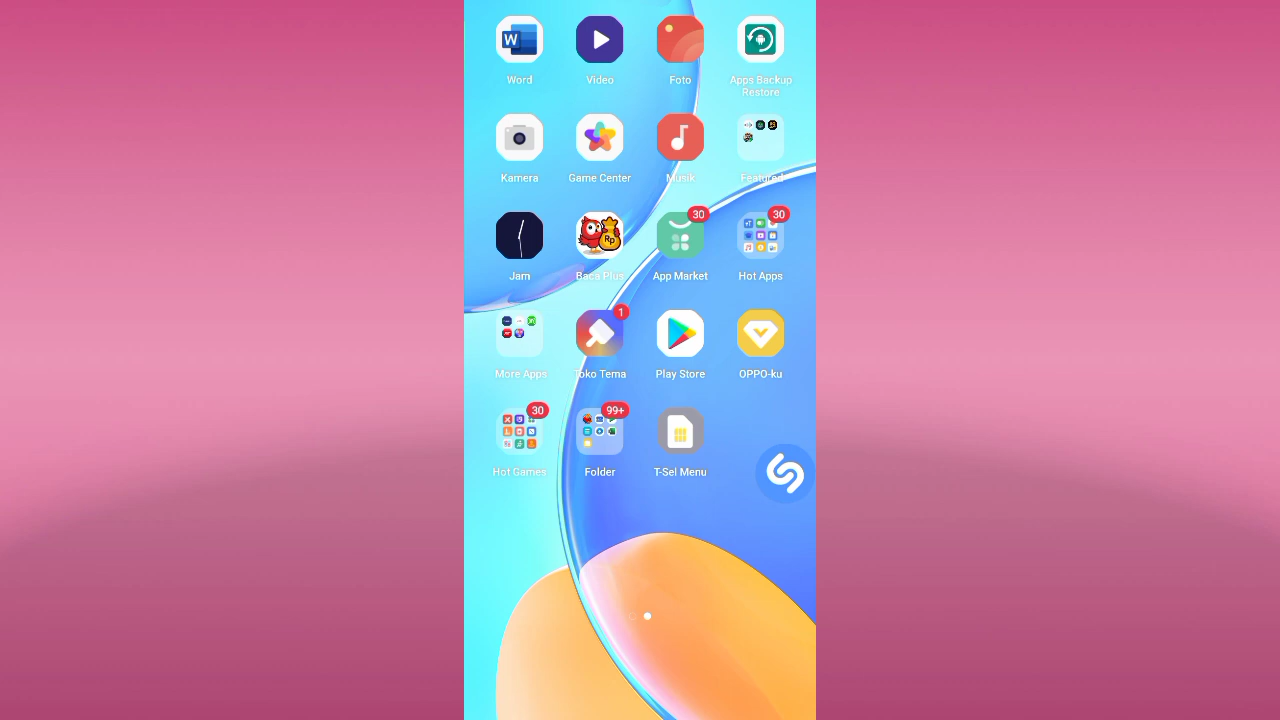 W
Word
Video
Foto
Apps Backup
Restore
Kamera
Game Center
Musik
Featured
30
30
Rp
Jam
Baca Plus
App Market
Hot Apps
1
More Apps
Toko Tema
Play Store
OPPO-ku
30
99+
Hot Games
Folder
T-Sel Menu